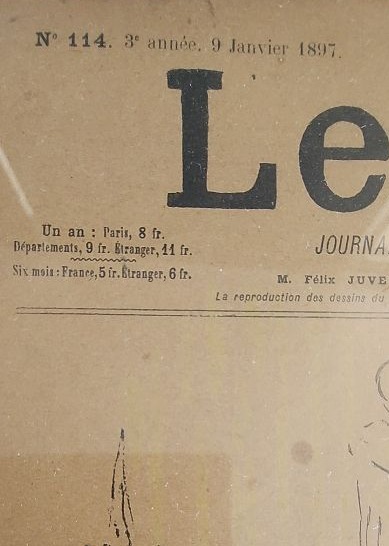 Nº 114. 3e année. 9 Janvier 1897.
Le
Un an : Paris, 8 fr.
Départements, 9 fr. Étranger, 11 fr.
Six mois : France, 5 fr. Étranger, 6 fr.
JOURNA
M. Félix JUVE
La reproduction des dessins du